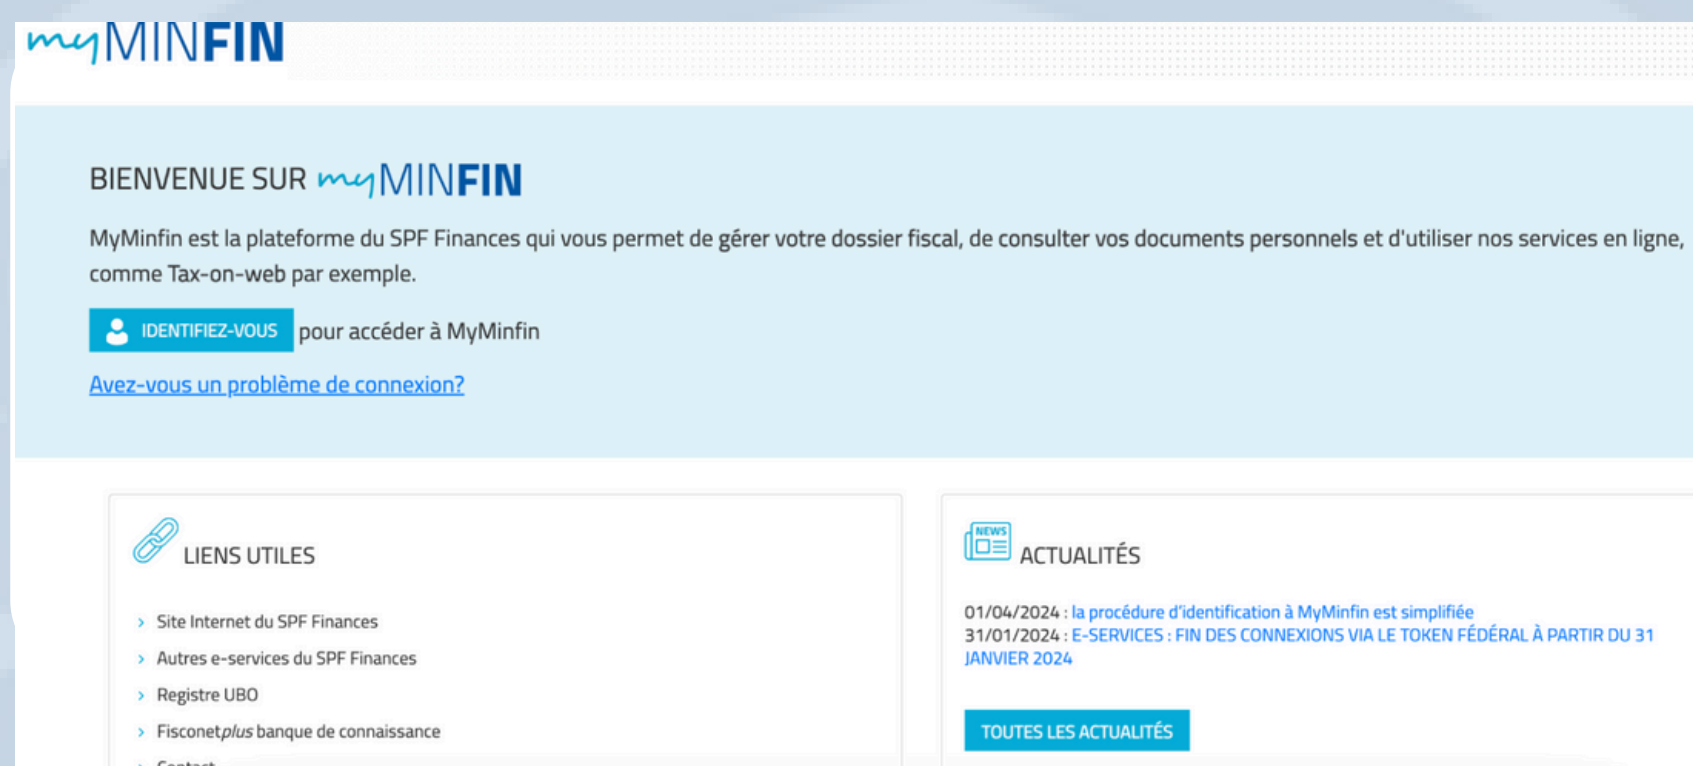 myMINFIN
BIENVENUE SUR myMINFIN
MyMinfin est la plateforme du SPF Finances qui vous permet de gérer votre dossier fiscal, de consulter vos documents personnels et d'utiliser nos services en ligne,
comme Tax-on-web par exemple.
IDENTIFIEZ-VOUS pour accéder à MyMinfin
Avez-vous un problème de connexion?
LIENS UTILES
Site Internet du SPF Finances
Autres e-services du SPF Finances
Registre UBO
Fisconetplus banque de connaissance
Contact
NEWS
ACTUALITÉS
01/04/2024 : la procédure d'identification à MyMinfin est simplifiée
31/01/2024 : E-SERVICES : FIN DES CONNEXIONS VIA LE TOKEN FÉDÉRAL À PARTIR DU 31
JANVIER 2024
TOUTES LES ACTUALITÉS